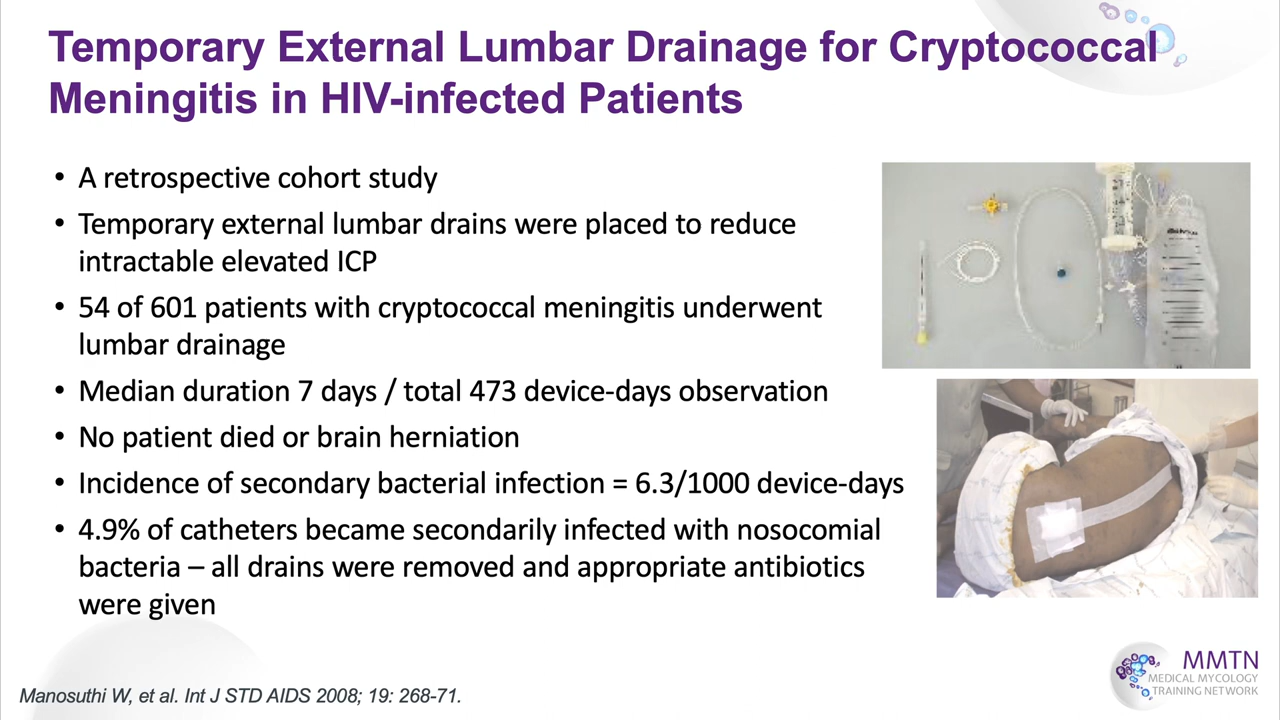 Temporary External Lumbar Drainage for Cryptococcal
Meningitis in HIV-infected Patients
• A retrospective cohort study
• Temporary external lumbar drains were placed to reduce
intractable elevated ICP
• 54 of 601 patients with cryptococcal meningitis underwent
lumbar drainage
• Median duration 7 days / total 473 device-days observation
• No patient died or brain herniation
• Incidence of secondary bacterial infection = 6.3/1000 device-days
• 4.9% of catheters became secondarily infected with nosocomial
bacteria – all drains were removed and appropriate antibiotics
were given
Manosuthi W, et al. Int J STD AIDS 2008; 19: 268-71.
MMTN
MEDICAL MYCOLOGY
TRAINING NETWORK